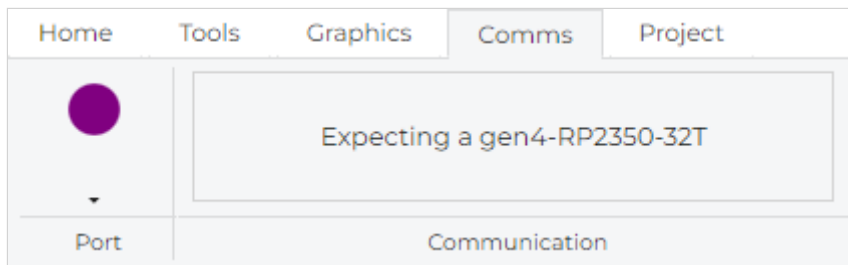 Home Tools Graphics Comms Project
Expecting a gen4-RP2350-32T
Port Communication